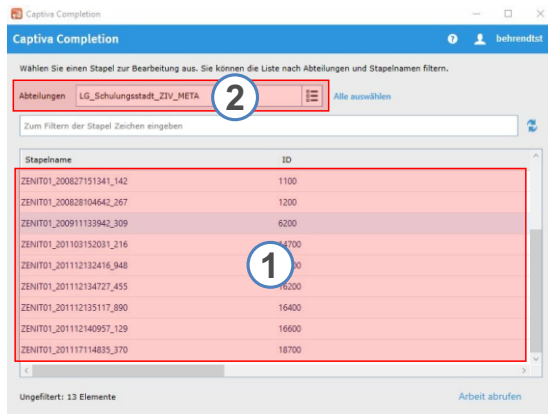 Captiva Completion
Captiva Completion
behrendtst
Wählen Sie einen Stapel zur Bearbeitung aus. Sie können die Liste nach Abteilungen und Stapelnamen filtern.
Abteilungen LG_Schulungsstadt_ZIV_META 2 Alle auswählen
Zum Filtern der Stapel Zeichen eingeben
Stapelname ID
ZENIT01_200827151341_142 1100
ZENIT01_200828104642_267 1200
ZENIT01_200911133942_309 6200
ZENIT01_201103152031_216 14700
ZENIT01_201112132416_948
1
ZENIT01_201112134727_455 16200
ZENIT01_201112135117_890 16400
ZENIT01_201112140957_129 16600
ZENIT01_201117114835_370 18700
Ungefiltert: 13 Elemente Arbeit abrufen